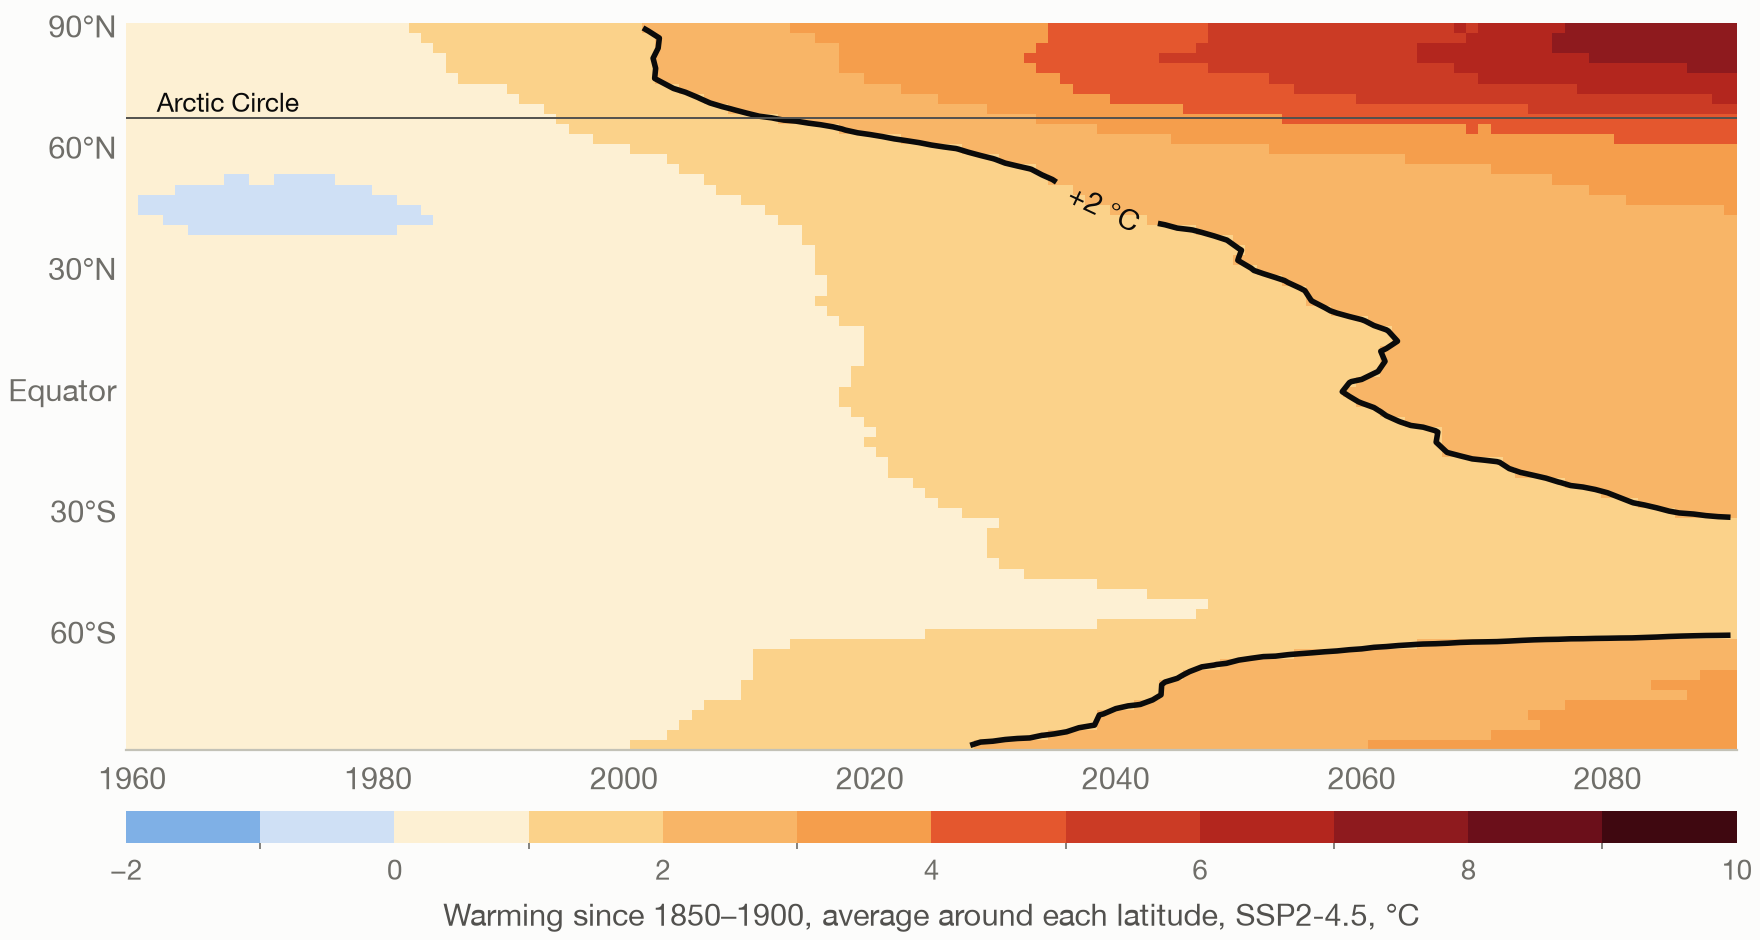 90°N
Arctic Circle
60°N
+2 °C
30°N
Equator
30°S
60°S
1960 1980 2000 2020 2040 2060 2080
−2 0 2 4 6 8 10
Warming since 1850–1900, average around each latitude, SSP2-4.5, °C